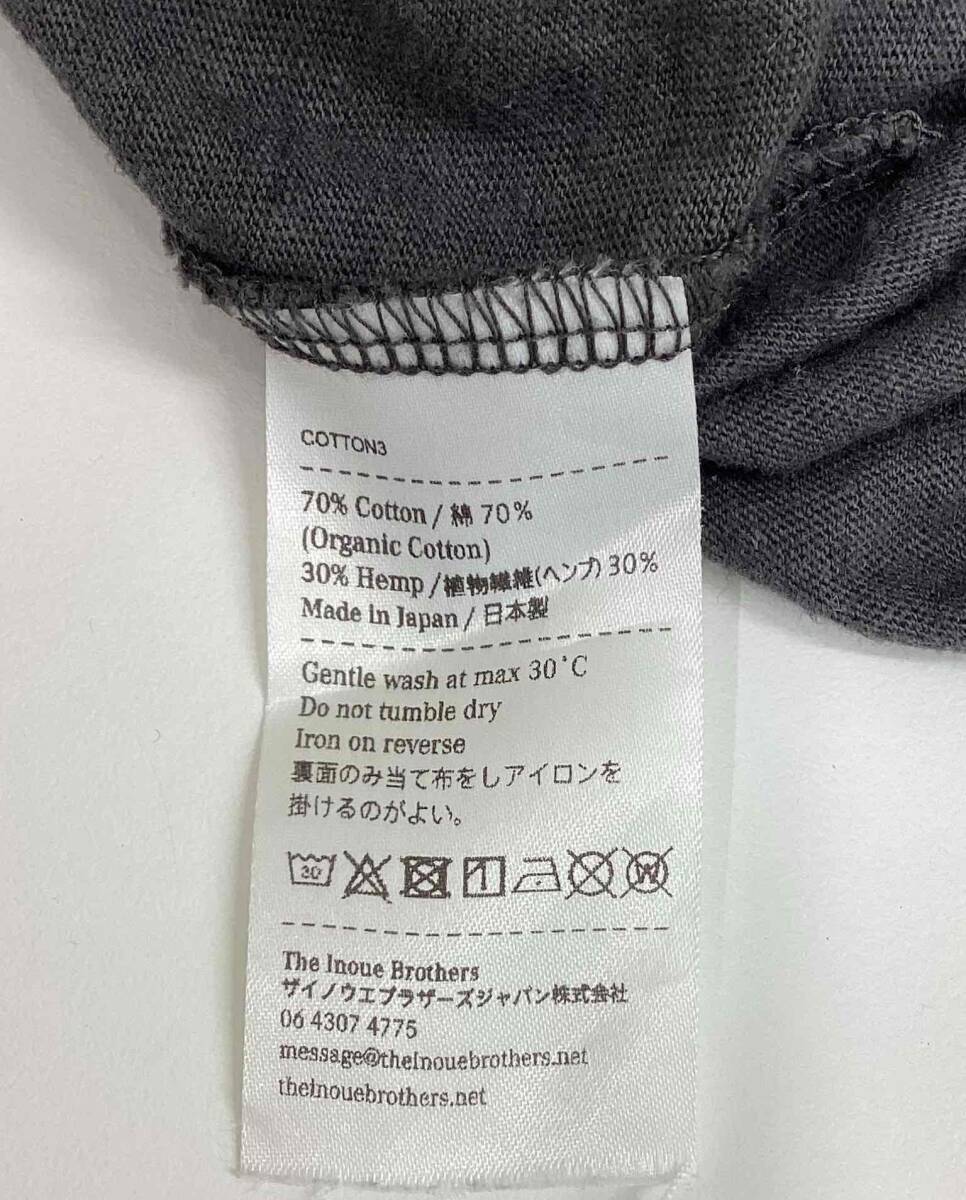 COTTON3
70% Cotton / 綿 70%
(Organic Cotton)
30% Hemp / 植物繊維(ヘンプ) 30%
Made in Japan / 日本製
Gentle wash at max 30°C
Do not tumble dry
Iron on reverse
裏面のみ当て布をしアイロンを
掛けるのがよい。
30 W
The Inoue Brothers
ザイノウエブラザーズジャパン株式会社
06 4307 4775
message@theinouebrothers.net
theinouebrothers.net